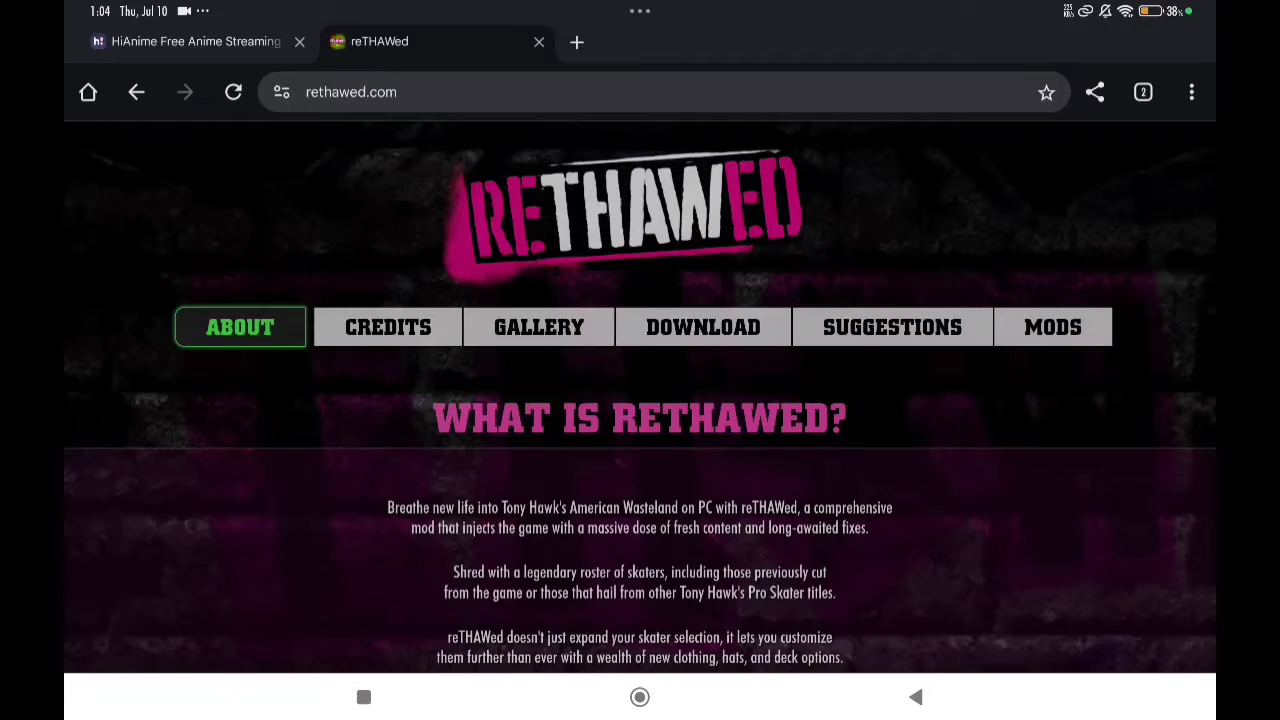 1:04 Thu, Jul 10
38%
HiAnime Free Anime Streaming
reTHAWed
rethawed.com
2
RETHAWED
ABOUT
CREDITS
GALLERY
DOWNLOAD
SUGGESTIONS
MODS
WHAT IS RETHAWED?
Breathe new life into Tony Hawk's American Wasteland on PC with reTHAWed, a comprehensive
mod that injects the game with a massive dose of fresh content and long-awaited fixes.
Shred with a legendary roster of skaters, including those previously cut
from the game or those that hail from other Tony Hawk's Pro Skater titles.
reTHAWed doesn't just expand your skater selection, it lets you customize
them further than ever with a wealth of new clothing, hats, and deck options.